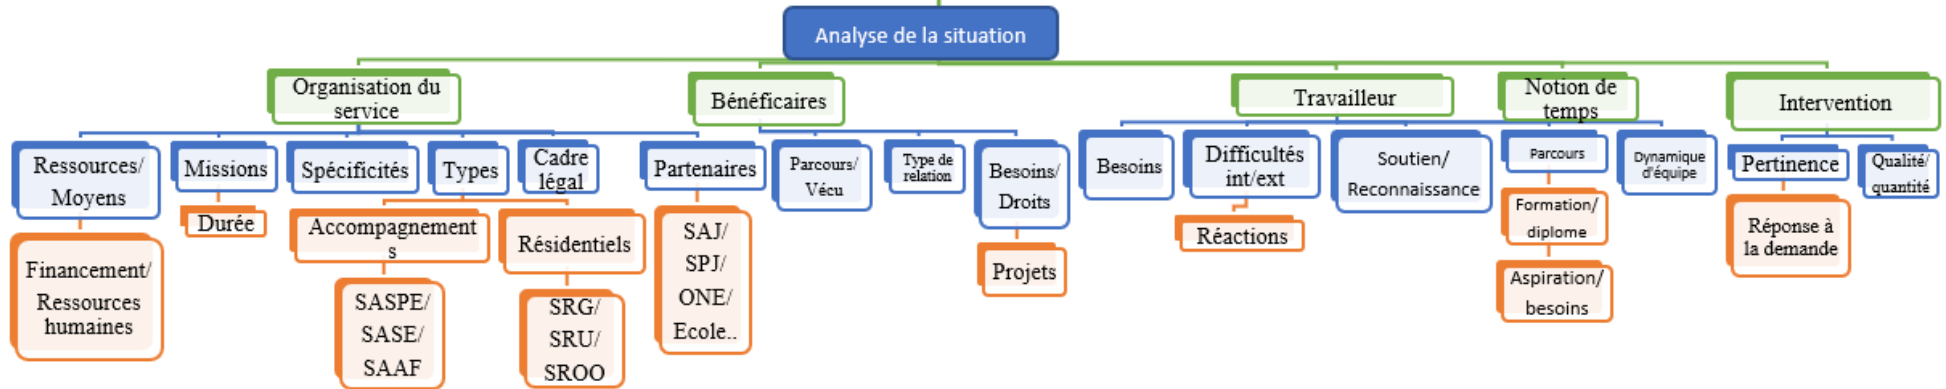 Analyse de la situation
Organisation du
service
Bénéficaires
Travailleur
Notion de
temps
Intervention
Ressources/
Moyens
Missions
Spécificités
Types
Cadre
légal
Partenaires
Parcours/
Vécu
Type de
relation
Besoins/
Droits
Besoins
Difficultés
int/ext
Soutien/
Reconnaissance
Parcours
Dynamique
d'équipe
Pertinence
Qualité/
quantité
Financement/
Ressources
humaines
Durée
Accompagnement
s
Résidentiels
SASPE/
SASE/
SAAF
SRG/
SRU/
SROO
SAJ/
SPJ/
ONE/
Ecole..
Projets
Réactions
Formation/
diplome
Aspiration/
besoins
Réponse à
la demande